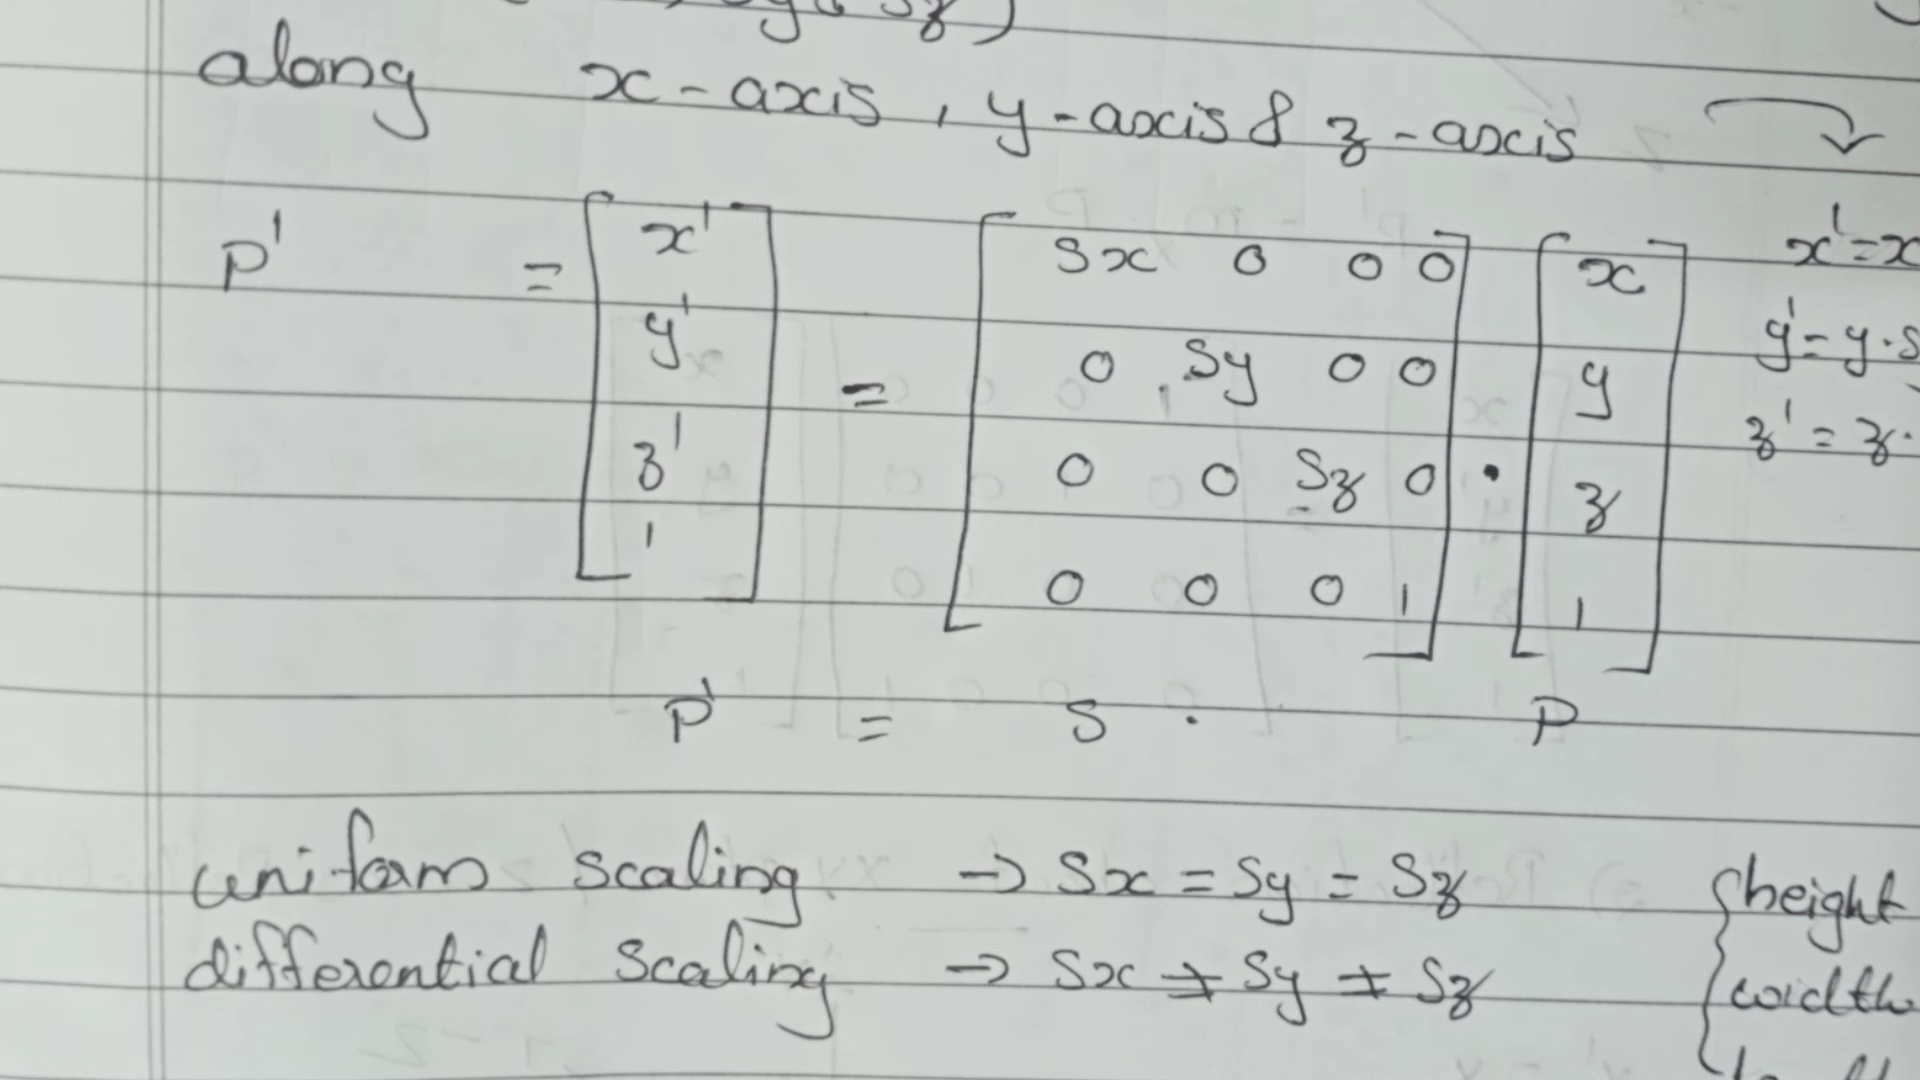 Sz)
along x-axis, y-axis & z-axis
P' = [x' y' z' 1] = [Sx 0 0 0
0 Sy 0 0
0 0 Sz 0
0 0 0 1] · [x y z 1]
x' = x
y' = y · S
z' = z ·
P' = S · P
uniform scaling. → Sx = Sy = Sz { height
differential scaling → Sx ≠ Sy ≠ Sz width